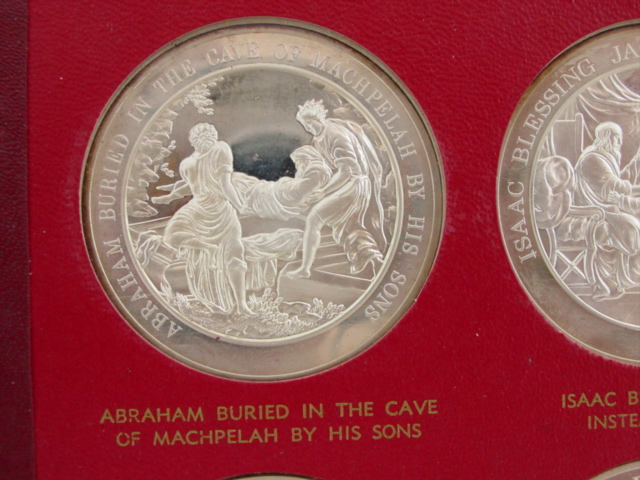 ABRAHAM BURIED IN THE CAVE OF MACHPELAH BY HIS SONS
ABRAHAM BURIED IN THE CAVE
OF MACHPELAH BY HIS SONS
ISAAC BLESSING
ISAAC